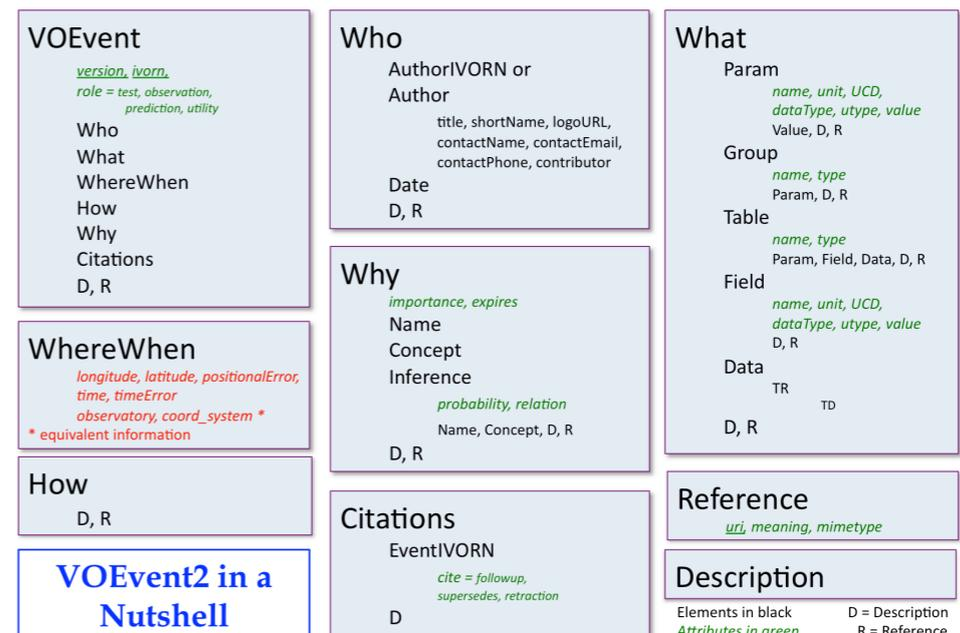 VOEvent
version, ivorn,
role = test, observation,
prediction, utility
Who
What
WhereWhen
How
Why
Citations
D, R
WhereWhen
longitude, latitude, positionalError,
time, timeError
observatory, coord_system *
* equivalent information
How
D, R
VOEvent2 in a
Nutshell
Who
AuthorIVORN or
Author
title, shortName, logoURL,
contactName, contactEmail,
contactPhone, contributor
Date
D, R
Why
importance, expires
Name
Concept
Inference
probability, relation
Name, Concept, D, R
D, R
Citations
EventIVORN
cite = followup,
supersedes, retraction
D
What
Param
name, unit, UCD,
dataType, utype, value
Value, D, R
Group
name, type
Param, D, R
Table
name, type
Param, Field, Data, D, R
Field
name, unit, UCD,
dataType, utype, value
D, R
Data
TR
TD
D, R
Reference
uri, meaning, mimetype
Description
Elements in black D = Description
Attributes in green R = Reference